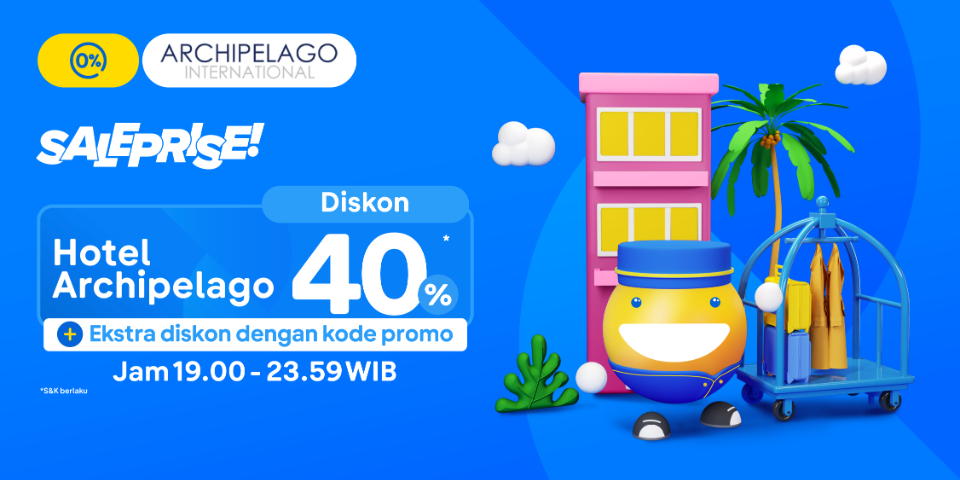 0%
ARCHIPELAGO
INTERNATIONAL
SALEPRISE!
Diskon
Hotel
Archipelago
40%*
+ Ekstra diskon dengan kode promo
Jam 19.00 - 23.59 WIB
*S&K berlaku